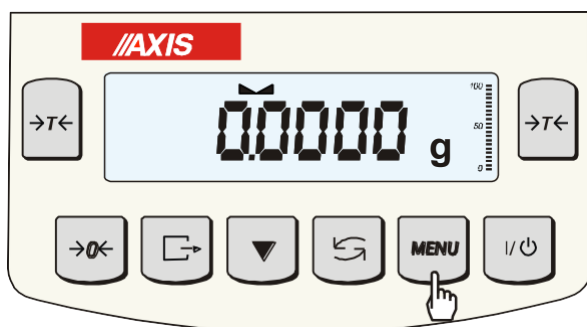 //AXIS
→T←
0.0000 g
100
50
0
→T←
→0←
MENU
I/⏻